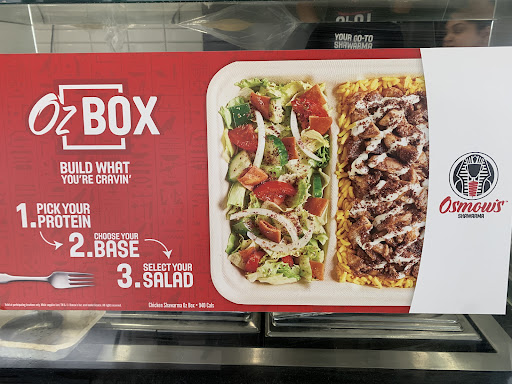 YOUR GO-TO
SHAWARMA
Oz BOX
BUILD WHAT
YOU'RE CRAVIN'
1. PICK YOUR
PROTEIN
2. CHOOSE YOUR
BASE
3. SELECT YOUR
SALAD
Osmow's™
SHAWARMA
Chicken Shawarma Oz Box • 940 Cals